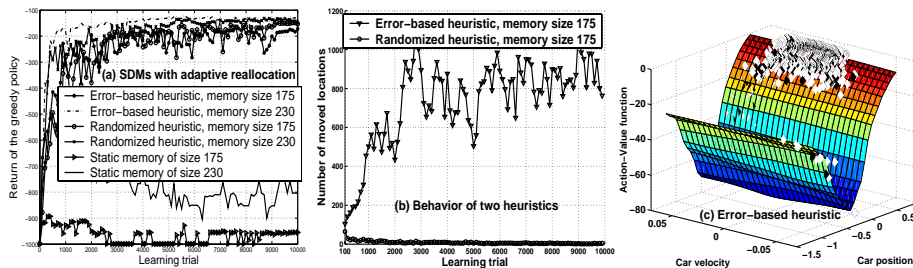 Return of the greedy policy
-100
-200
-300
-400
-500
-600
-700
-800
-900
-1000
(a) SDMs with adaptive reallocation
Error-based heuristic, memory size 175
Error-based heuristic, memory size 230
Randomized heuristic, memory size 175
Randomized heuristic, memory size 230
Static memory of size 175
Static memory of size 230
0 1000 2000 3000 4000 5000 6000 7000 8000 9000 10000
Learning trial
Number of moved locations
1200
1000
800
600
400
200
0
Error-based heuristic, memory size 175
Randomized heuristic, memory size 175
(b) Behavior of two heuristics
100 1000 2000 3000 4000 5000 6000 7000 8000 9000 10000
Learning trial
Action−Value function
0
−20
−40
−60
−80
(c) Error-based heuristic
0.05
0
−0.05
Car velocity
−1.5
−1
−0.5
0
0.5
Car position